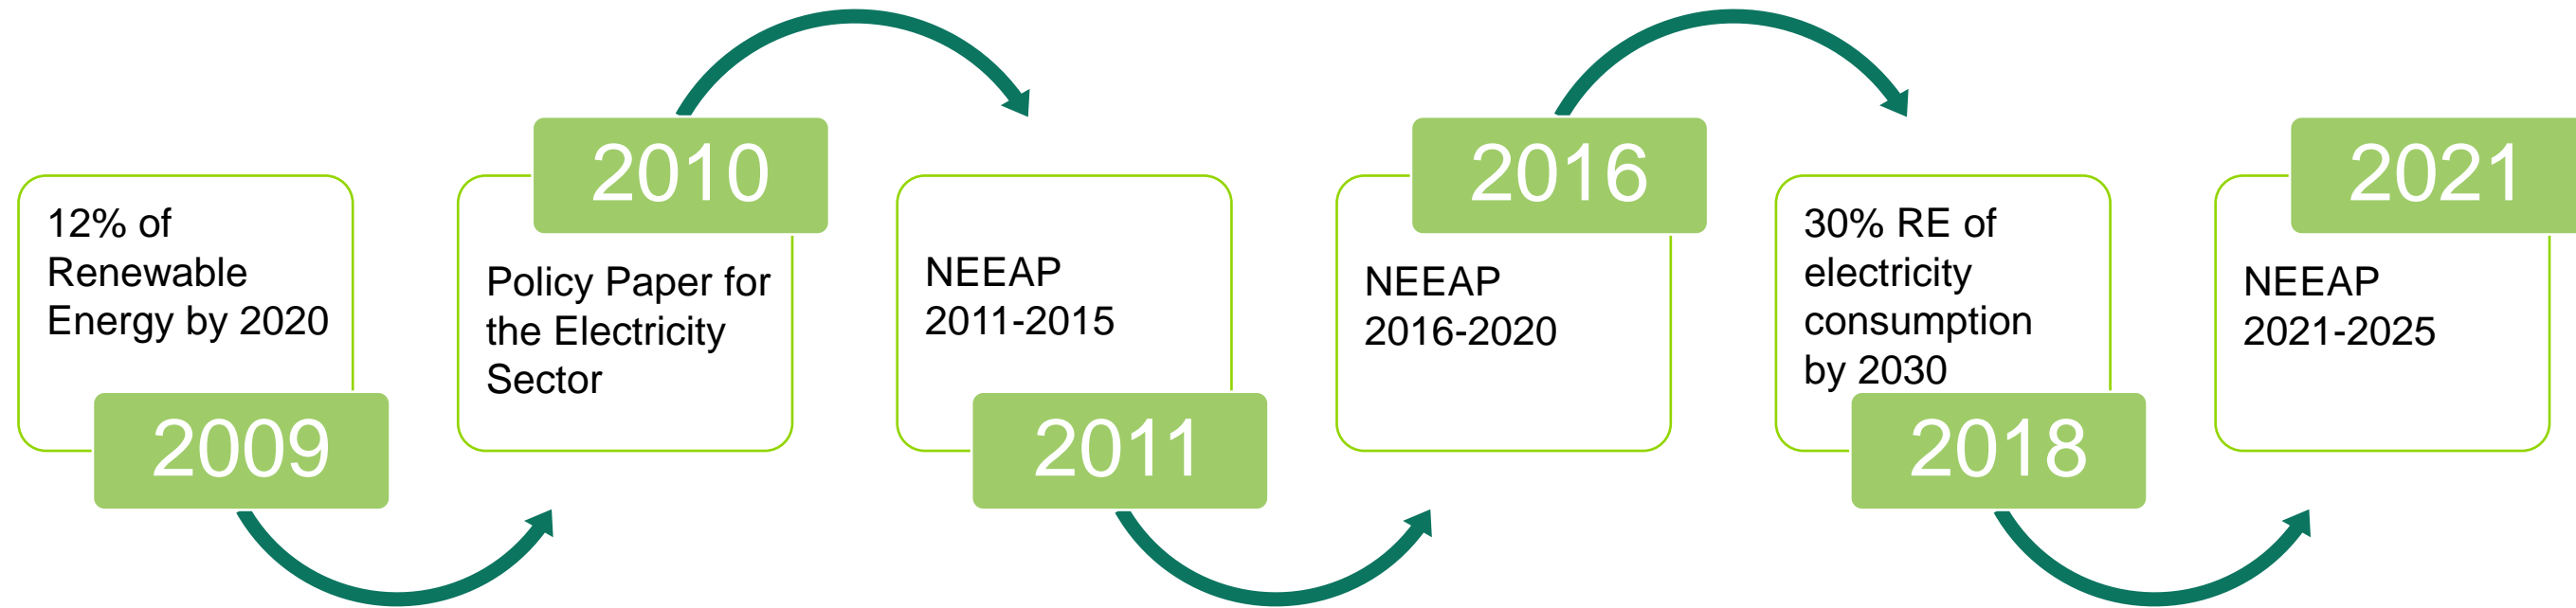 12% of
Renewable
Energy by 2020
2009
2010
Policy Paper for
the Electricity
Sector
NEEAP
2011-2015
2011
2016
NEEAP
2016-2020
30% RE of
electricity
consumption
by 2030
2018
2021
NEEAP
2021-2025